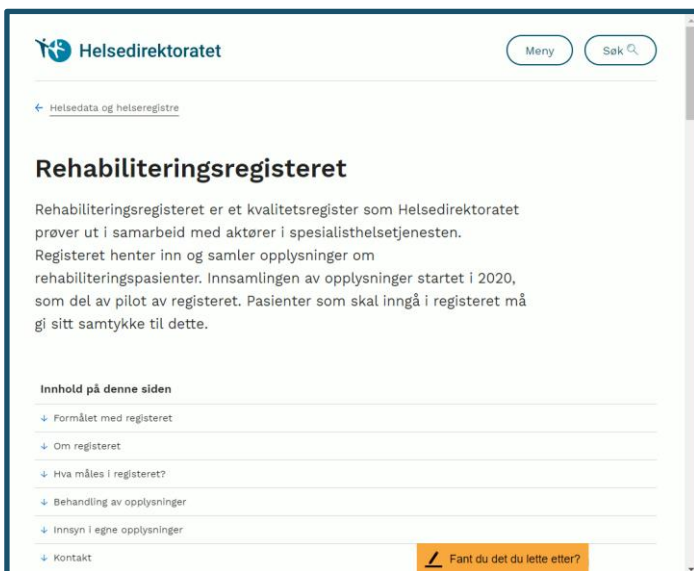 Helsedirektoratet
Meny
Søk
← Helsedata og helseregistre
Rehabiliteringsregisteret
Rehabiliteringsregisteret er et kvalitetsregister som Helsedirektoratet
prøver ut i samarbeid med aktører i spesialisthelsetjenesten.
Registeret henter inn og samler opplysninger om
rehabiliteringspasienter. Innsamlingen av opplysninger startet i 2020,
som del av pilot av registeret. Pasienter som skal inngå i registeret må
gi sitt samtykke til dette.
Innhold på denne siden
↓ Formålet med registeret
↓ Om registeret
↓ Hva måles i registeret?
↓ Behandling av opplysninger
↓ Innsyn i egne opplysninger
↓ Kontakt
Fant du det du lette etter?